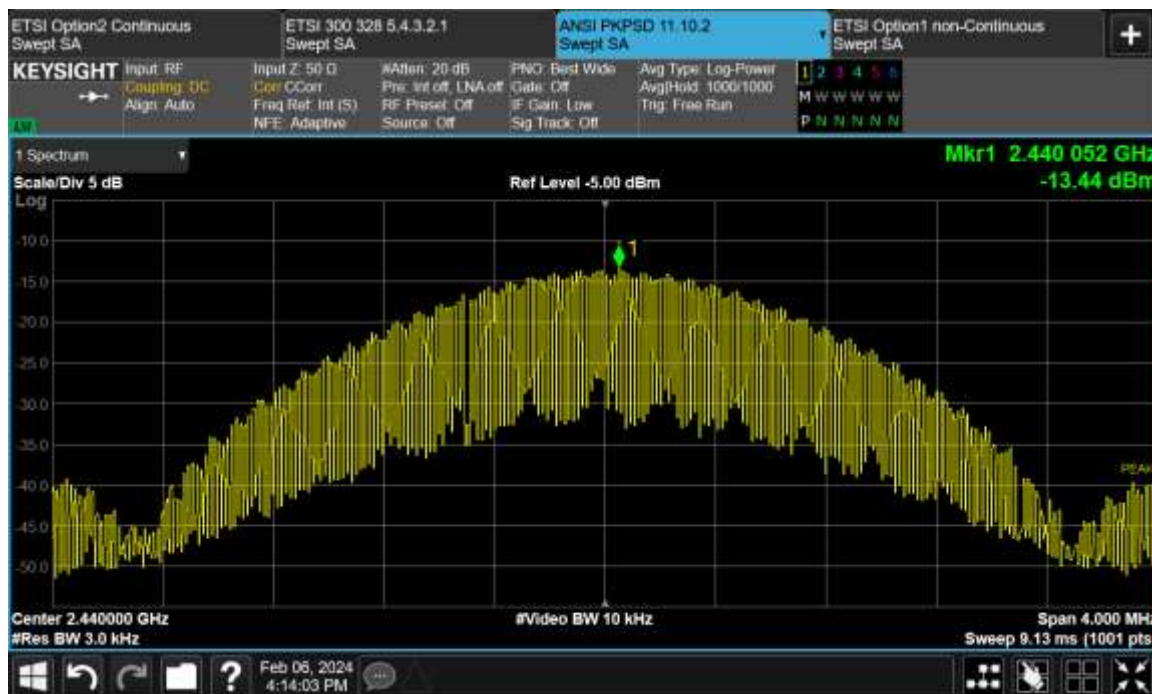 ETSI Option2 Continuous
Swept SA
ETSI 300 328 5.4.3.2.1
Swept SA
ANSI PKPSD 11.10.2
Swept SA
ETSI Option1 non-Continuous
Swept SA
KEYSIGHT
Input: RF
Coupling: DC
Align: Auto
Input Z: 50 Ω
Corr CCorr
Freq Ref: Int (S)
NFE: Adaptive
#Atten: 20 dB
Pre: Int off, LNA off
RF Preset: Off
Source: Off
PNO: Best Wide
Gate: Off
IF Gain: Low
Sig Track: Off
Avg Type: Log-Power
Avg|Hold: 1000/1000
Trig: Free Run
1 2 3 4 5 6
M W W W W W
P N N N N N
1 Spectrum
Mkr1 2.440 052 GHz
Scale/Div 5 dB
Ref Level -5.00 dBm
-13.44 dBm
Log
-10.0
1
-15.0
-20.0
-25.0
-30.0
-35.0
-40.0
-45.0
-50.0
Center 2.440000 GHz
#Video BW 10 kHz
Span 4.000 MHz
#Res BW 3.0 kHz
Sweep 9.13 ms (1001 pts
?
Feb 06, 2024
4:14:03 PM